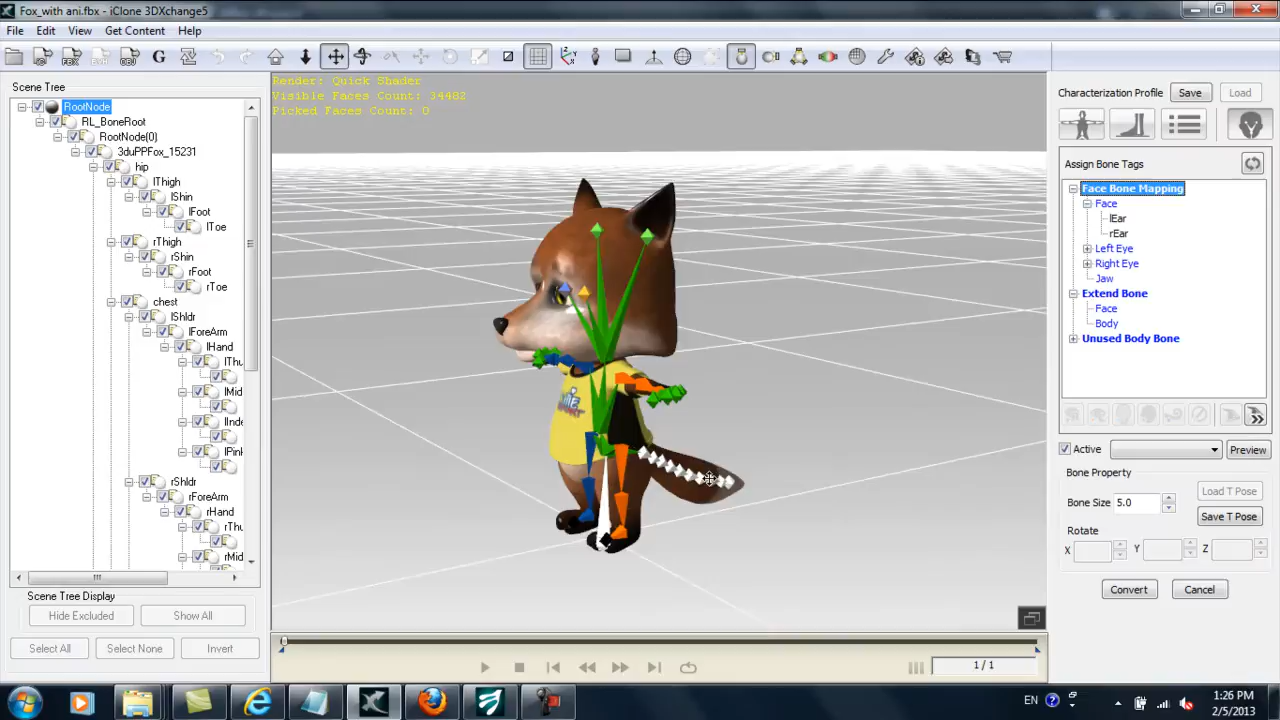 Fox_with ani.fbx - iClone 3DXchange5
File Edit View Get Content Help
Scene Tree
RootNode
RL_BoneRoot
RootNode(0)
3duPPFox_15231
hip
lThigh
lShin
lFoot
lToe
rThigh
rShin
rFoot
rToe
chest
lShldr
lForeArm
lHand
lThu
lMid
lInde
lPink
rShldr
rForeArm
rHand
rThu
rMid
Scene Tree Display
Hide Excluded Show All
Select All Select None Invert
Render: Quick Shader
Visible Faces Count: 34482
Picked Faces Count: 0
1 / 1
Characterization Profile Save Load
Assign Bone Tags
Face Bone Mapping
Face
lEar
rEar
Left Eye
Right Eye
Jaw
Extend Bone
Face
Body
Unused Body Bone
Active Preview
Bone Property
Load T Pose
Bone Size 5.0
Save T Pose
Rotate
X Y Z
Convert Cancel
EN
1:26 PM
2/5/2013